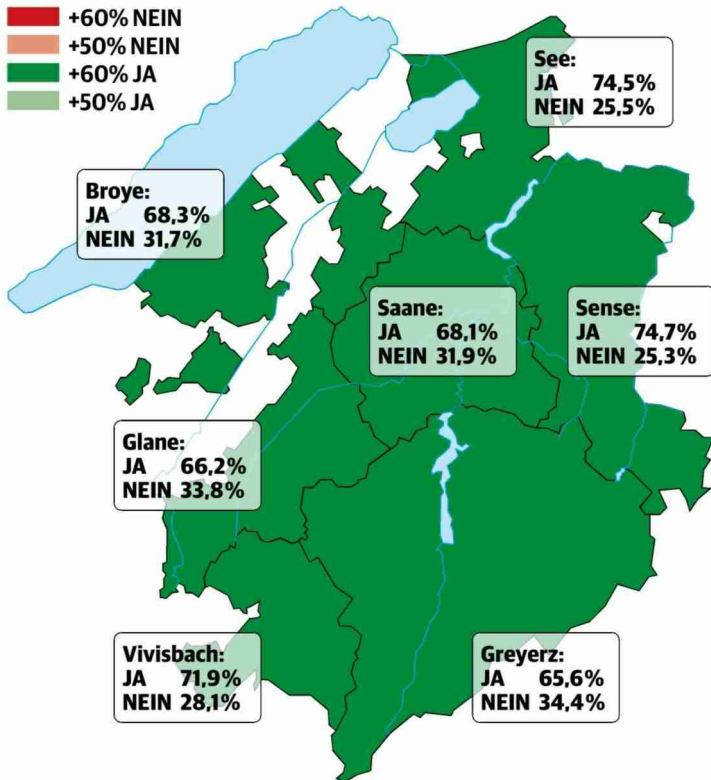 +60% NEIN
+50% NEIN
+60% JA
+50% JA
See:
JA 74,5%
NEIN 25,5%
Broye:
JA 68,3%
NEIN 31,7%
Saane:
JA 68,1%
NEIN 31,9%
Sense:
JA 74,7%
NEIN 25,3%
Glane:
JA 66,2%
NEIN 33,8%
Vivisbach:
JA 71,9%
NEIN 28,1%
Greyerz:
JA 65,6%
NEIN 34,4%